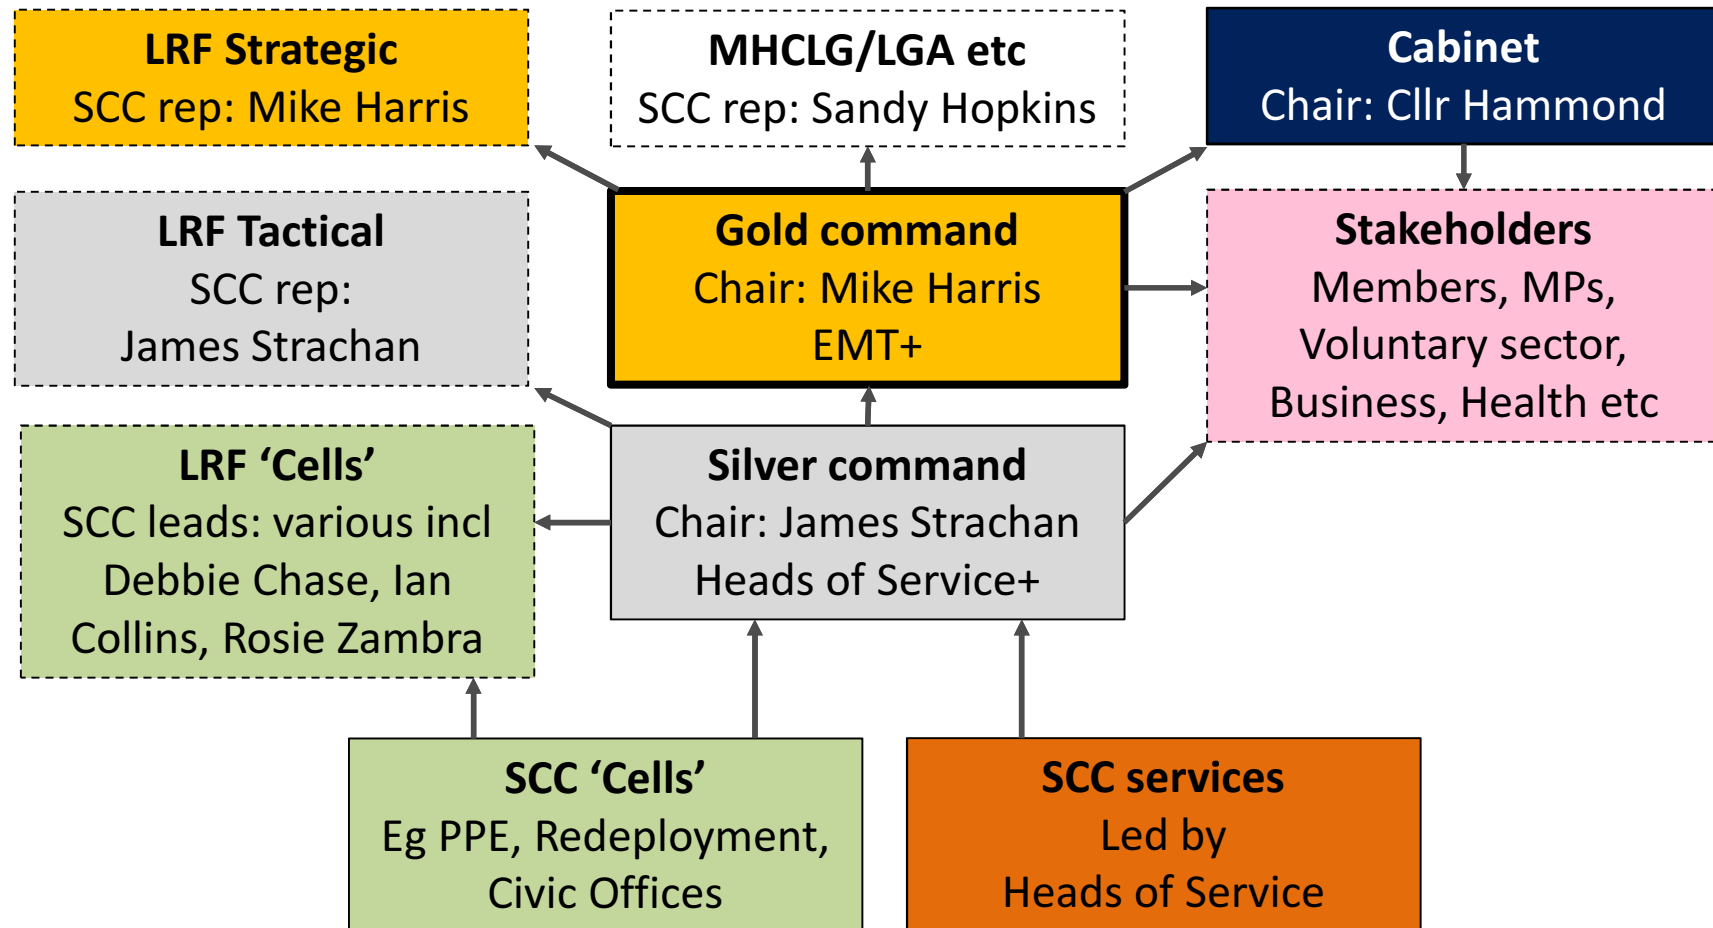 LRF Strategic
SCC rep: Mike Harris
MHCLG/LGA etc
SCC rep: Sandy Hopkins
Cabinet
Chair: Cllr Hammond
LRF Tactical
SCC rep:
James Strachan
Gold command
Chair: Mike Harris
EMT+
Stakeholders
Members, MPs,
Voluntary sector,
Business, Health etc
LRF ‘Cells’
SCC leads: various incl
Debbie Chase, Ian
Collins, Rosie Zambra
Silver command
Chair: James Strachan
Heads of Service+
SCC ‘Cells’
Eg PPE, Redeployment,
Civic Offices
SCC services
Led by
Heads of Service